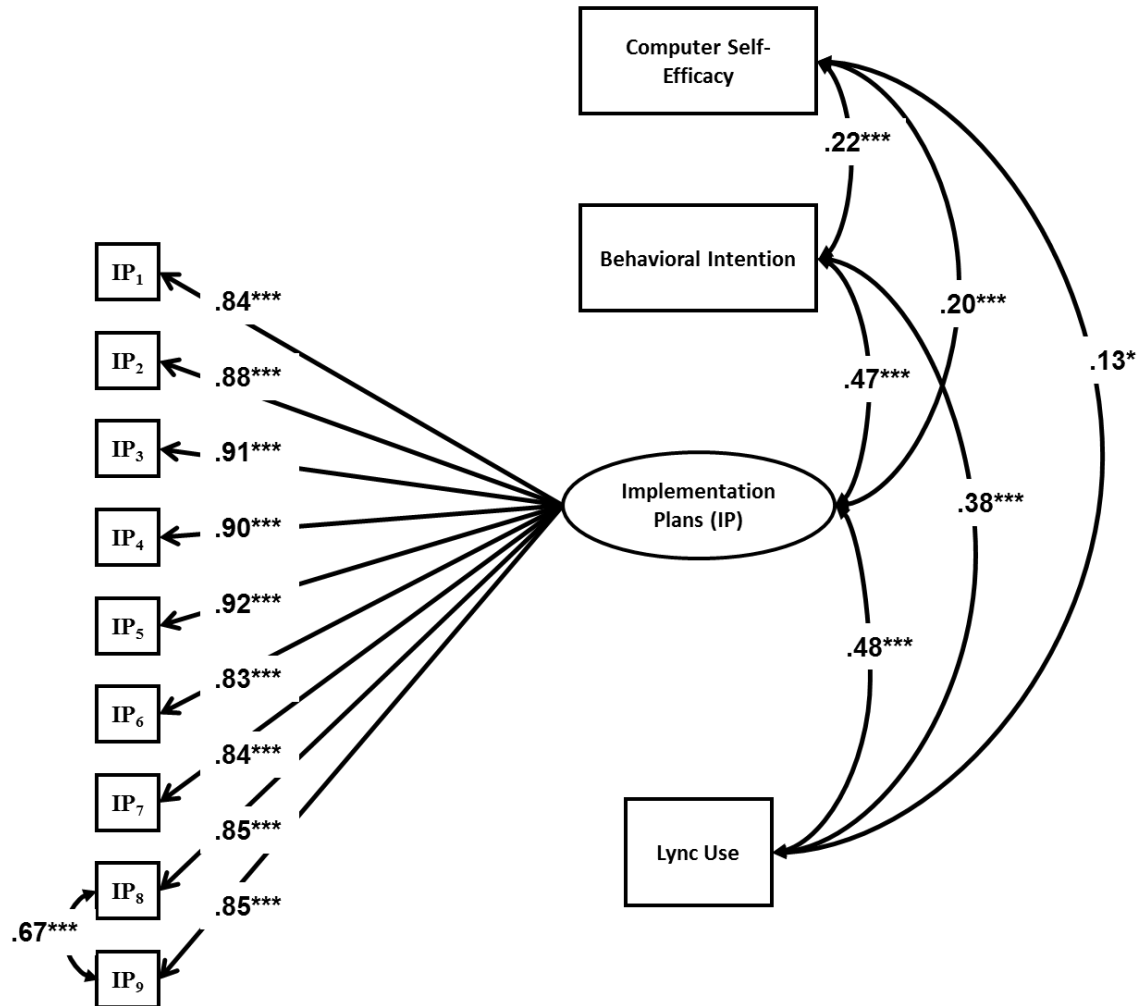 Computer Self-
Efficacy
.22***
Behavioral Intention
IP₁
.84***
.20***
IP₂
.88***
.47***
.13*
IP₃
.91***
Implementation
Plans (IP)
.38***
IP₄
.90***
IP₅
.92***
.48***
IP₆
.83***
IP₇
.84***
.85***
Lync Use
IP₈
.85***
.67***
IP₉